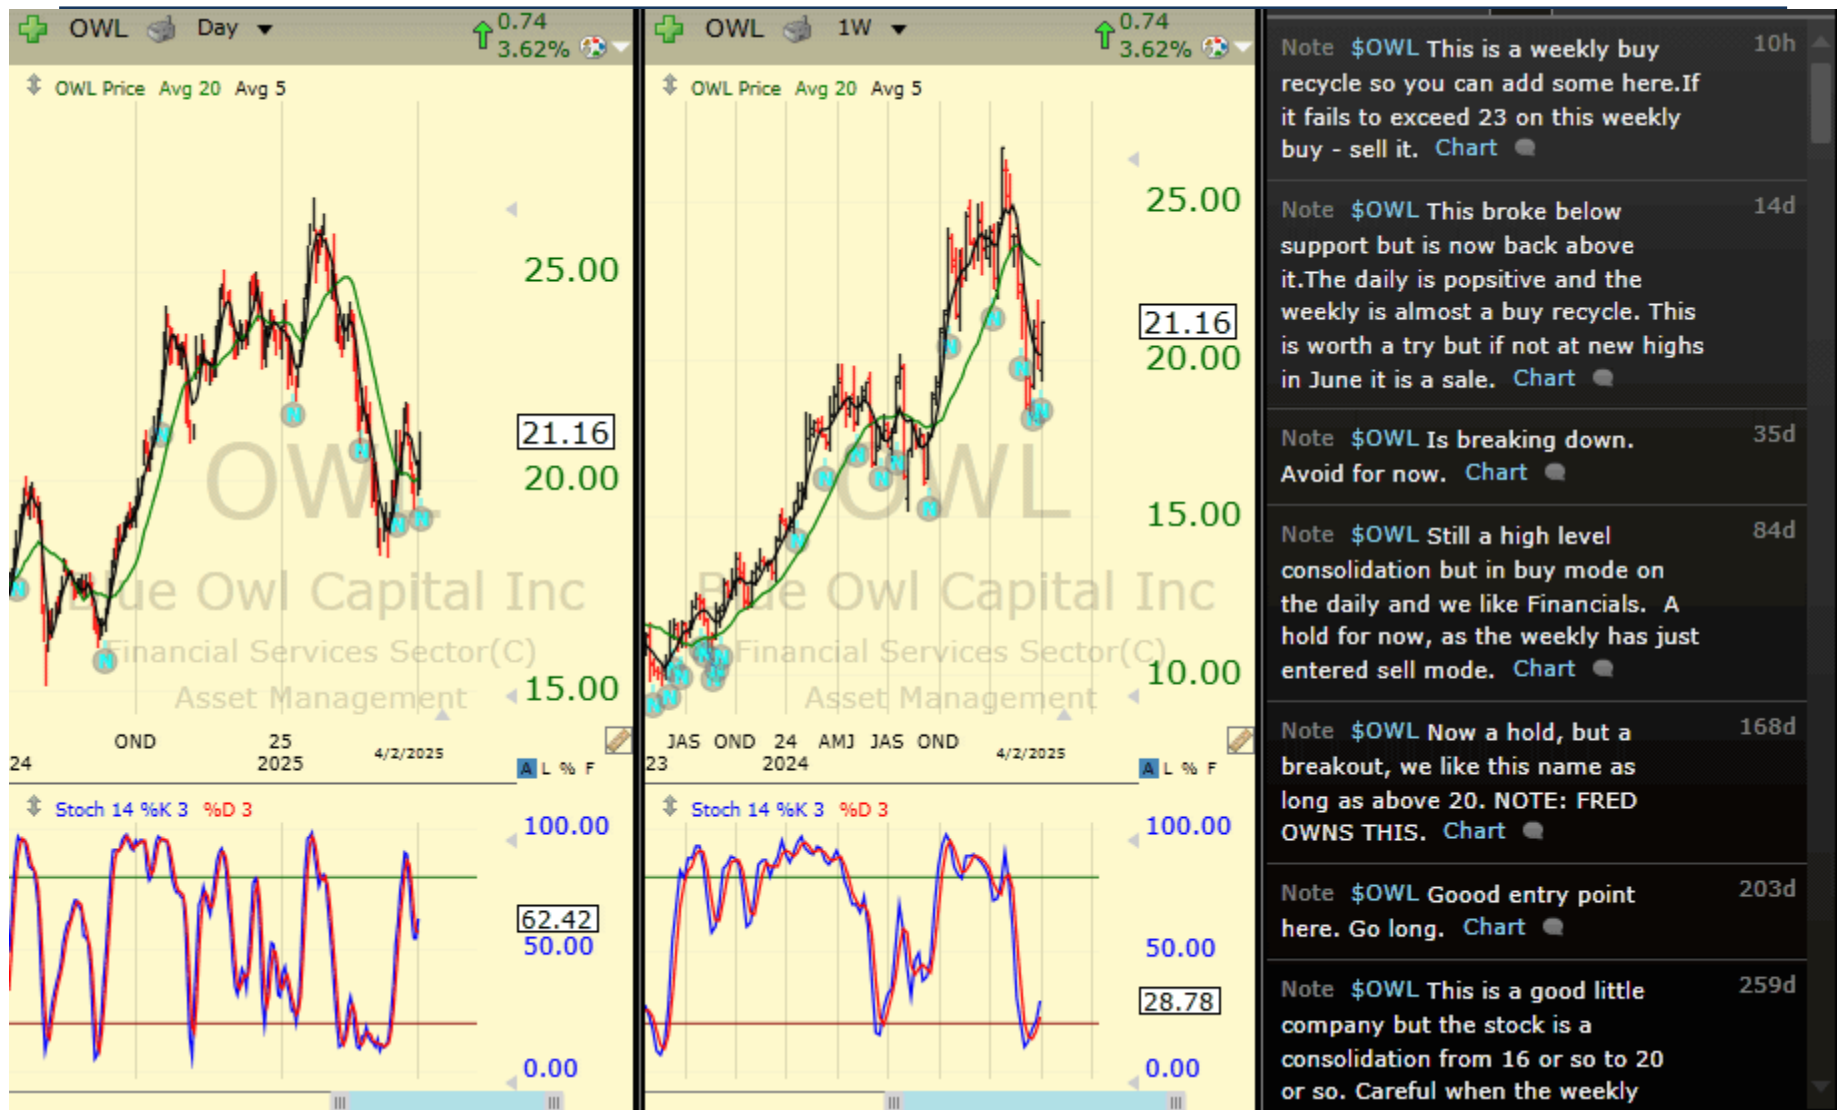 OWL Day 0.74
3.62%
OWL Price Avg 20 Avg 5
25.00
21.16
20.00
15.00
OWL
Blue Owl Capital Inc
Financial Services Sector(C)
Asset Management
N
N
N
N
N
N
N
OND 25 4/2/2025
24 2025
A L % F
Stoch 14 %K 3 %D 3
100.00
62.42
50.00
0.00
OWL 1W 0.74
3.62%
OWL Price Avg 20 Avg 5
25.00
21.16
20.00
15.00
10.00
OWL
Blue Owl Capital Inc
Financial Services Sector(C)
Asset Management
JAS OND 24 AMJ JAS OND 4/2/2025
23 2024
A L % F
Stoch 14 %K 3 %D 3
100.00
50.00
28.78
0.00
Note $OWL This is a weekly buy 10h
recycle so you can add some here.If
it fails to exceed 23 on this weekly
buy - sell it. Chart
Note $OWL This broke below 14d
support but is now back above
it.The daily is popsitive and the
weekly is almost a buy recycle. This
is worth a try but if not at new highs
in June it is a sale. Chart
Note $OWL Is breaking down. 35d
Avoid for now. Chart
Note $OWL Still a high level 84d
consolidation but in buy mode on
the daily and we like Financials. A
hold for now, as the weekly has just
entered sell mode. Chart
Note $OWL Now a hold, but a 168d
breakout, we like this name as
long as above 20. NOTE: FRED
OWNS THIS. Chart
Note $OWL Goood entry point 203d
here. Go long. Chart
Note $OWL This is a good little 259d
company but the stock is a
consolidation from 16 or so to 20
or so. Careful when the weekly